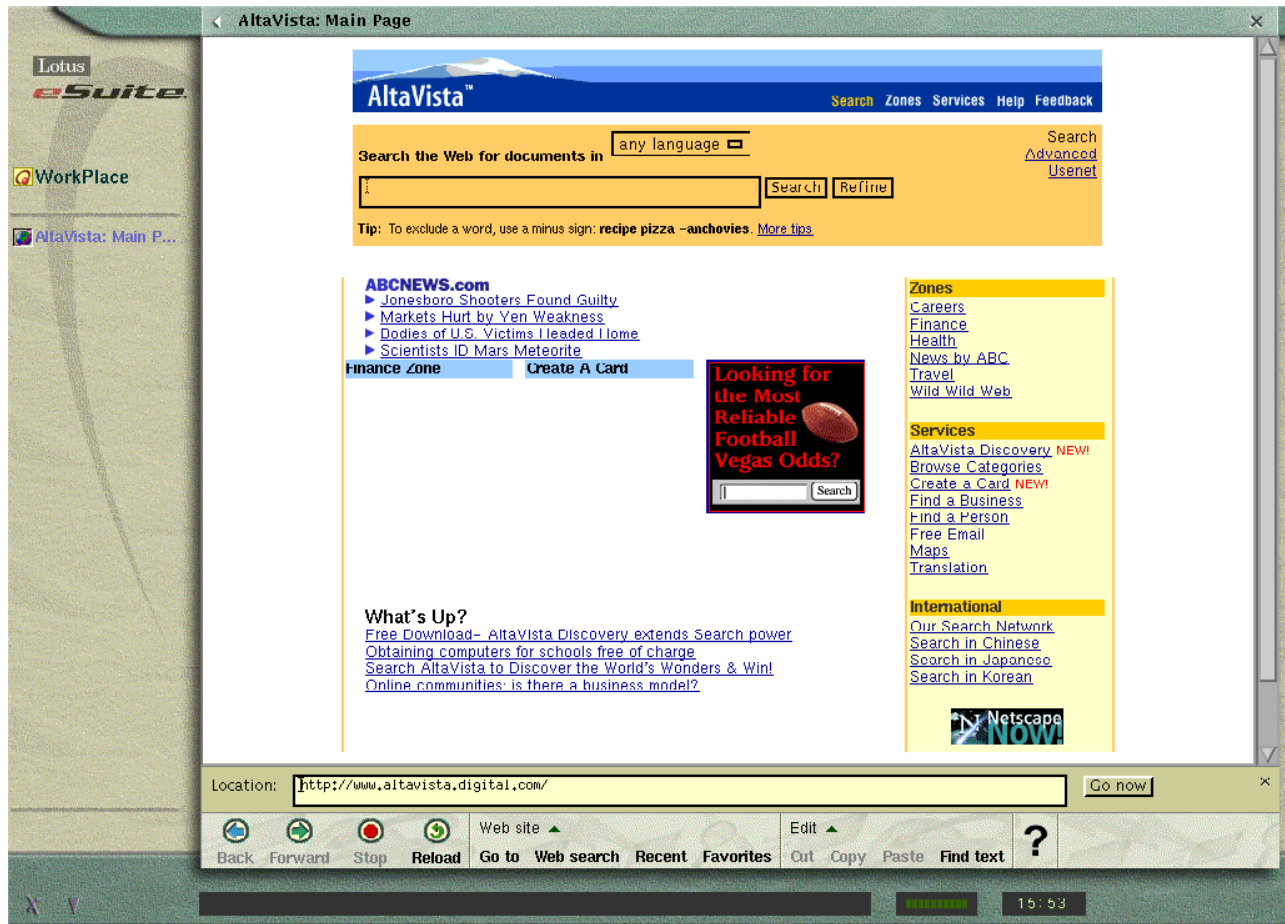 AltaVista: Main Page
Lotus
eSuite
WorkPlace
AltaVista: Main P...
AltaVista™
Search Zones Services Help Feedback
Search the Web for documents in any language
Search
Advanced
Usenet
Search Refine
Tip: To exclude a word, use a minus sign: recipe pizza -anchovies. More tips
ABCNEWS.com
Jonesboro Shooters Found Guilty
Markets Hurt by Yen Weakness
Bodies of U.S. Victims Headed Home
Scientists ID Mars Meteorite
Finance Zone
Create A Card
Looking for
the Most
Reliable
Football
Vegas Odds?
Search
What's Up?
Free Download- AltaVista Discovery extends Search power
Obtaining computers for schools free of charge
Search AltaVista to Discover the World's Wonders & Win!
Online communities: is there a business model?
Zones
Careers
Finance
Health
News by ABC
Travel
Wild Wild Web
Services
AltaVista Discovery NEW!
Browse Categories
Create a Card NEW!
Find a Business
Find a Person
Free Email
Maps
Translation
International
Our Search Network
Search in Chinese
Search in Japanese
Search in Korean
N Netscape
NOW!
Location: http://www.altavista.digital.com/ Go now
Web site
Edit
Back Forward Stop Reload Go to Web search Recent Favorites Cut Copy Paste Find text ?
15:53